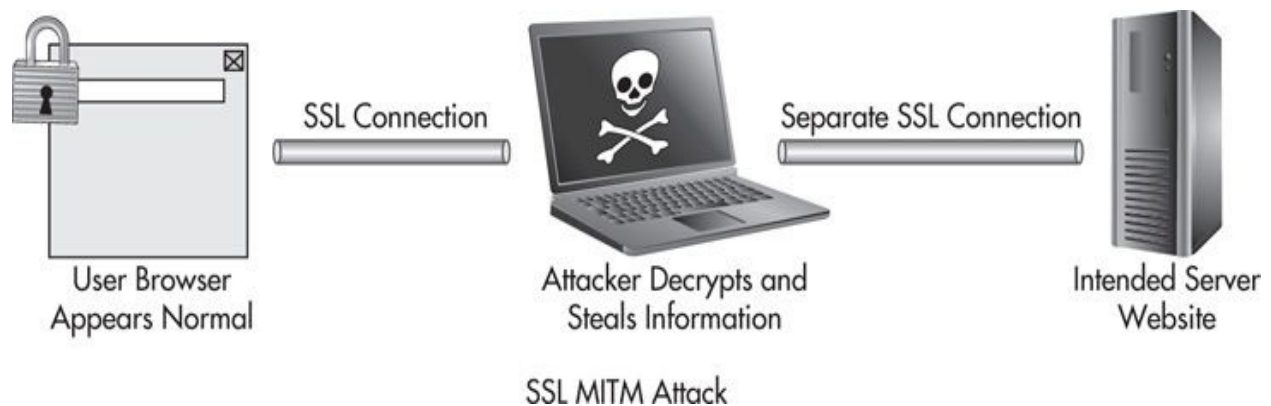 SSL Connection
Separate SSL Connection
User Browser
Appears Normal
Attacker Decrypts and
Steals Information
Intended Server
Website
SSL MITM Attack